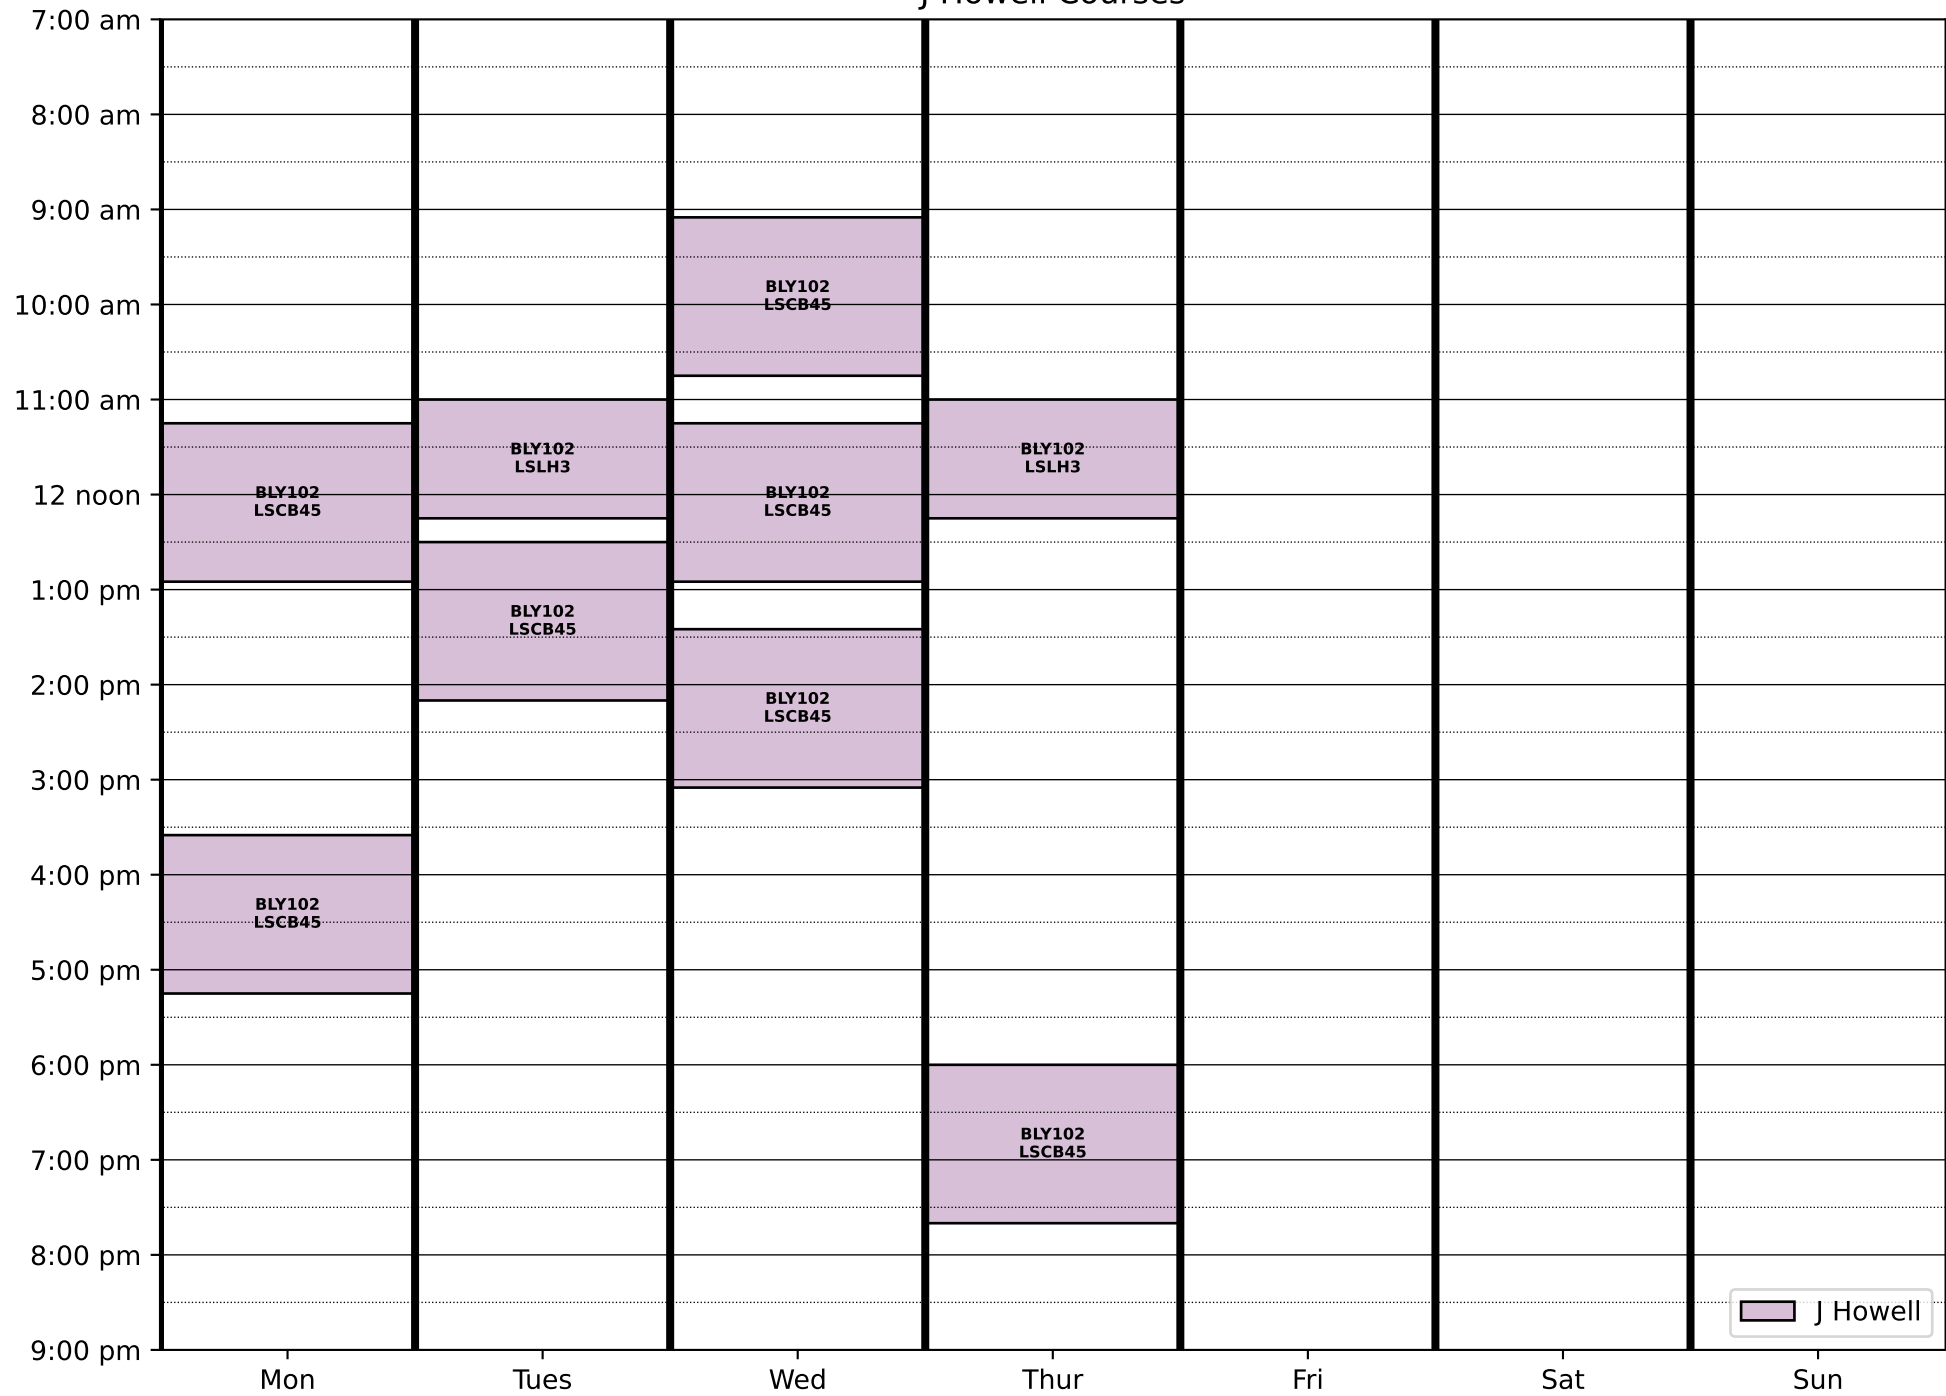 J Howell Courses
7:00 am
8:00 am
9:00 am
10:00 am
11:00 am
12 noon
1:00 pm
2:00 pm
3:00 pm
4:00 pm
5:00 pm
6:00 pm
7:00 pm
8:00 pm
9:00 pm
BLY102
LSCB45
BLY102
LSCB45
BLY102
LSLH3
BLY102
LSCB45
BLY102
LSCB45
BLY102
LSCB45
BLY102
LSCB45
BLY102
LSLH3
BLY102
LSCB45
J Howell
Mon
Tues
Wed
Thur
Fri
Sat
Sun